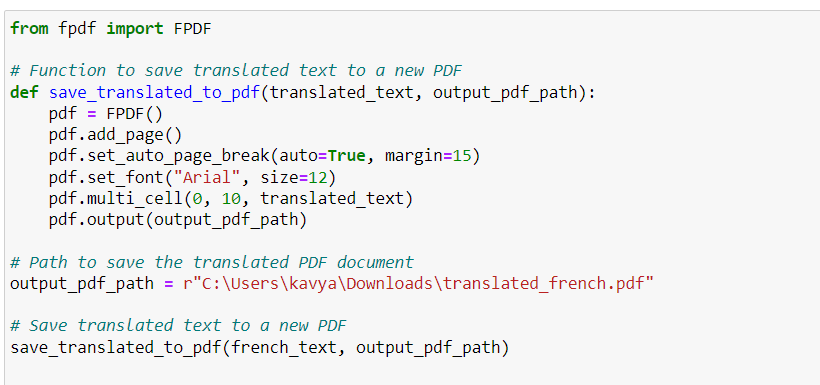 from fpdf import FPDF
# Function to save translated text to a new PDF
def save_translated_to_pdf(translated_text, output_pdf_path):
    pdf = FPDF()
    pdf.add_page()
    pdf.set_auto_page_break(auto=True, margin=15)
    pdf.set_font("Arial", size=12)
    pdf.multi_cell(0, 10, translated_text)
    pdf.output(output_pdf_path)
# Path to save the translated PDF document
output_pdf_path = r"C:\Users\kavya\Downloads\translated_french.pdf"
# Save translated text to a new PDF
save_translated_to_pdf(french_text, output_pdf_path)